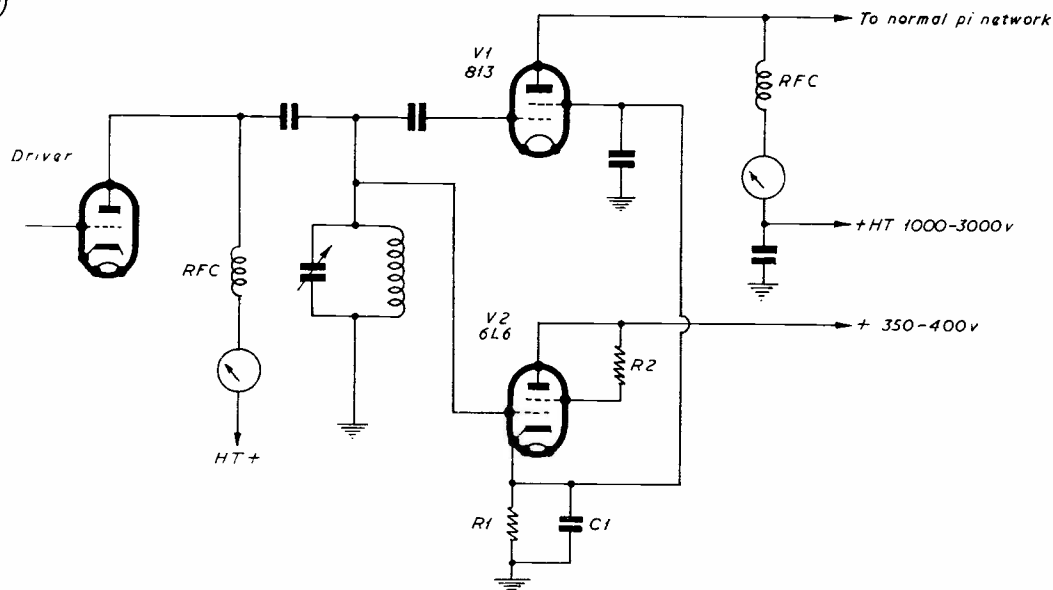 To normal pi network
V1
813
RFC
Driver
+HT 1000-3000v
RFC
V2
6L6
+ 350-400v
R2
HT+
R1
C1